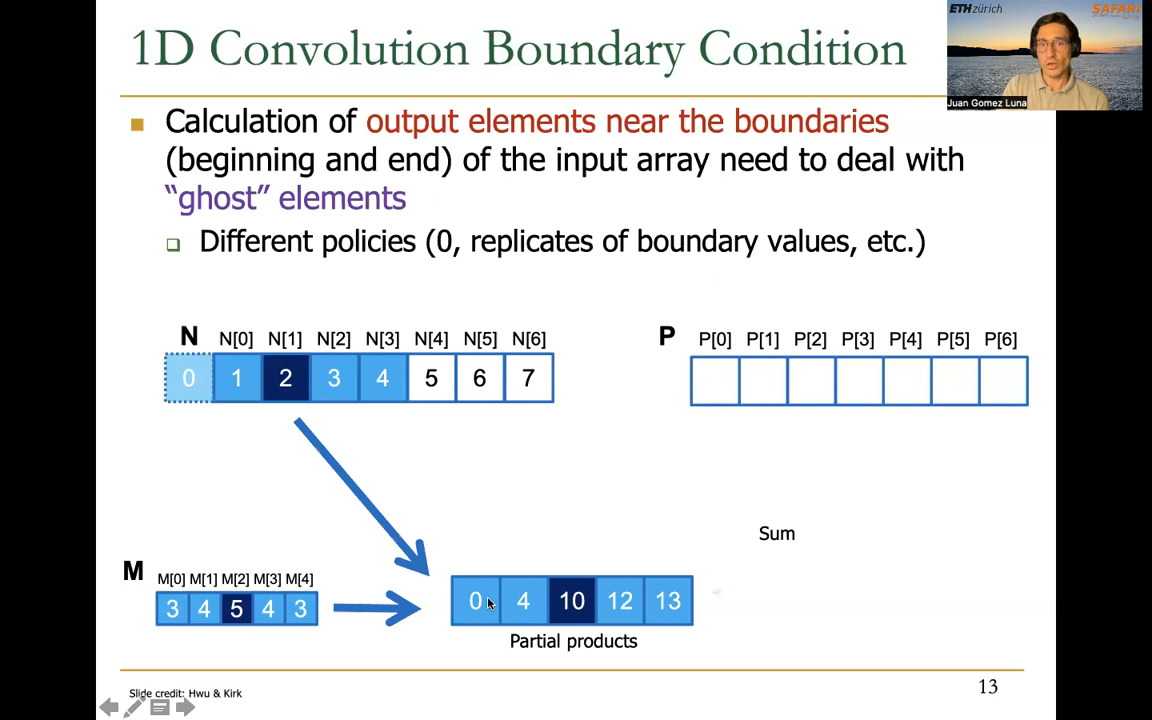 1D Convolution Boundary Condition
ETH zürich
SAFARI
Juan Gomez Luna
Calculation of output elements near the boundaries
(beginning and end) of the input array need to deal with
“ghost” elements
Different policies (0, replicates of boundary values, etc.)
N N[0] N[1] N[2] N[3] N[4] N[5] N[6]
0 1 2 3 4 5 6 7
P P[0] P[1] P[2] P[3] P[4] P[5] P[6]
Sum
M M[0] M[1] M[2] M[3] M[4]
3 4 5 4 3
0 4 10 12 13
Partial products
Slide credit: Hwu & Kirk
13